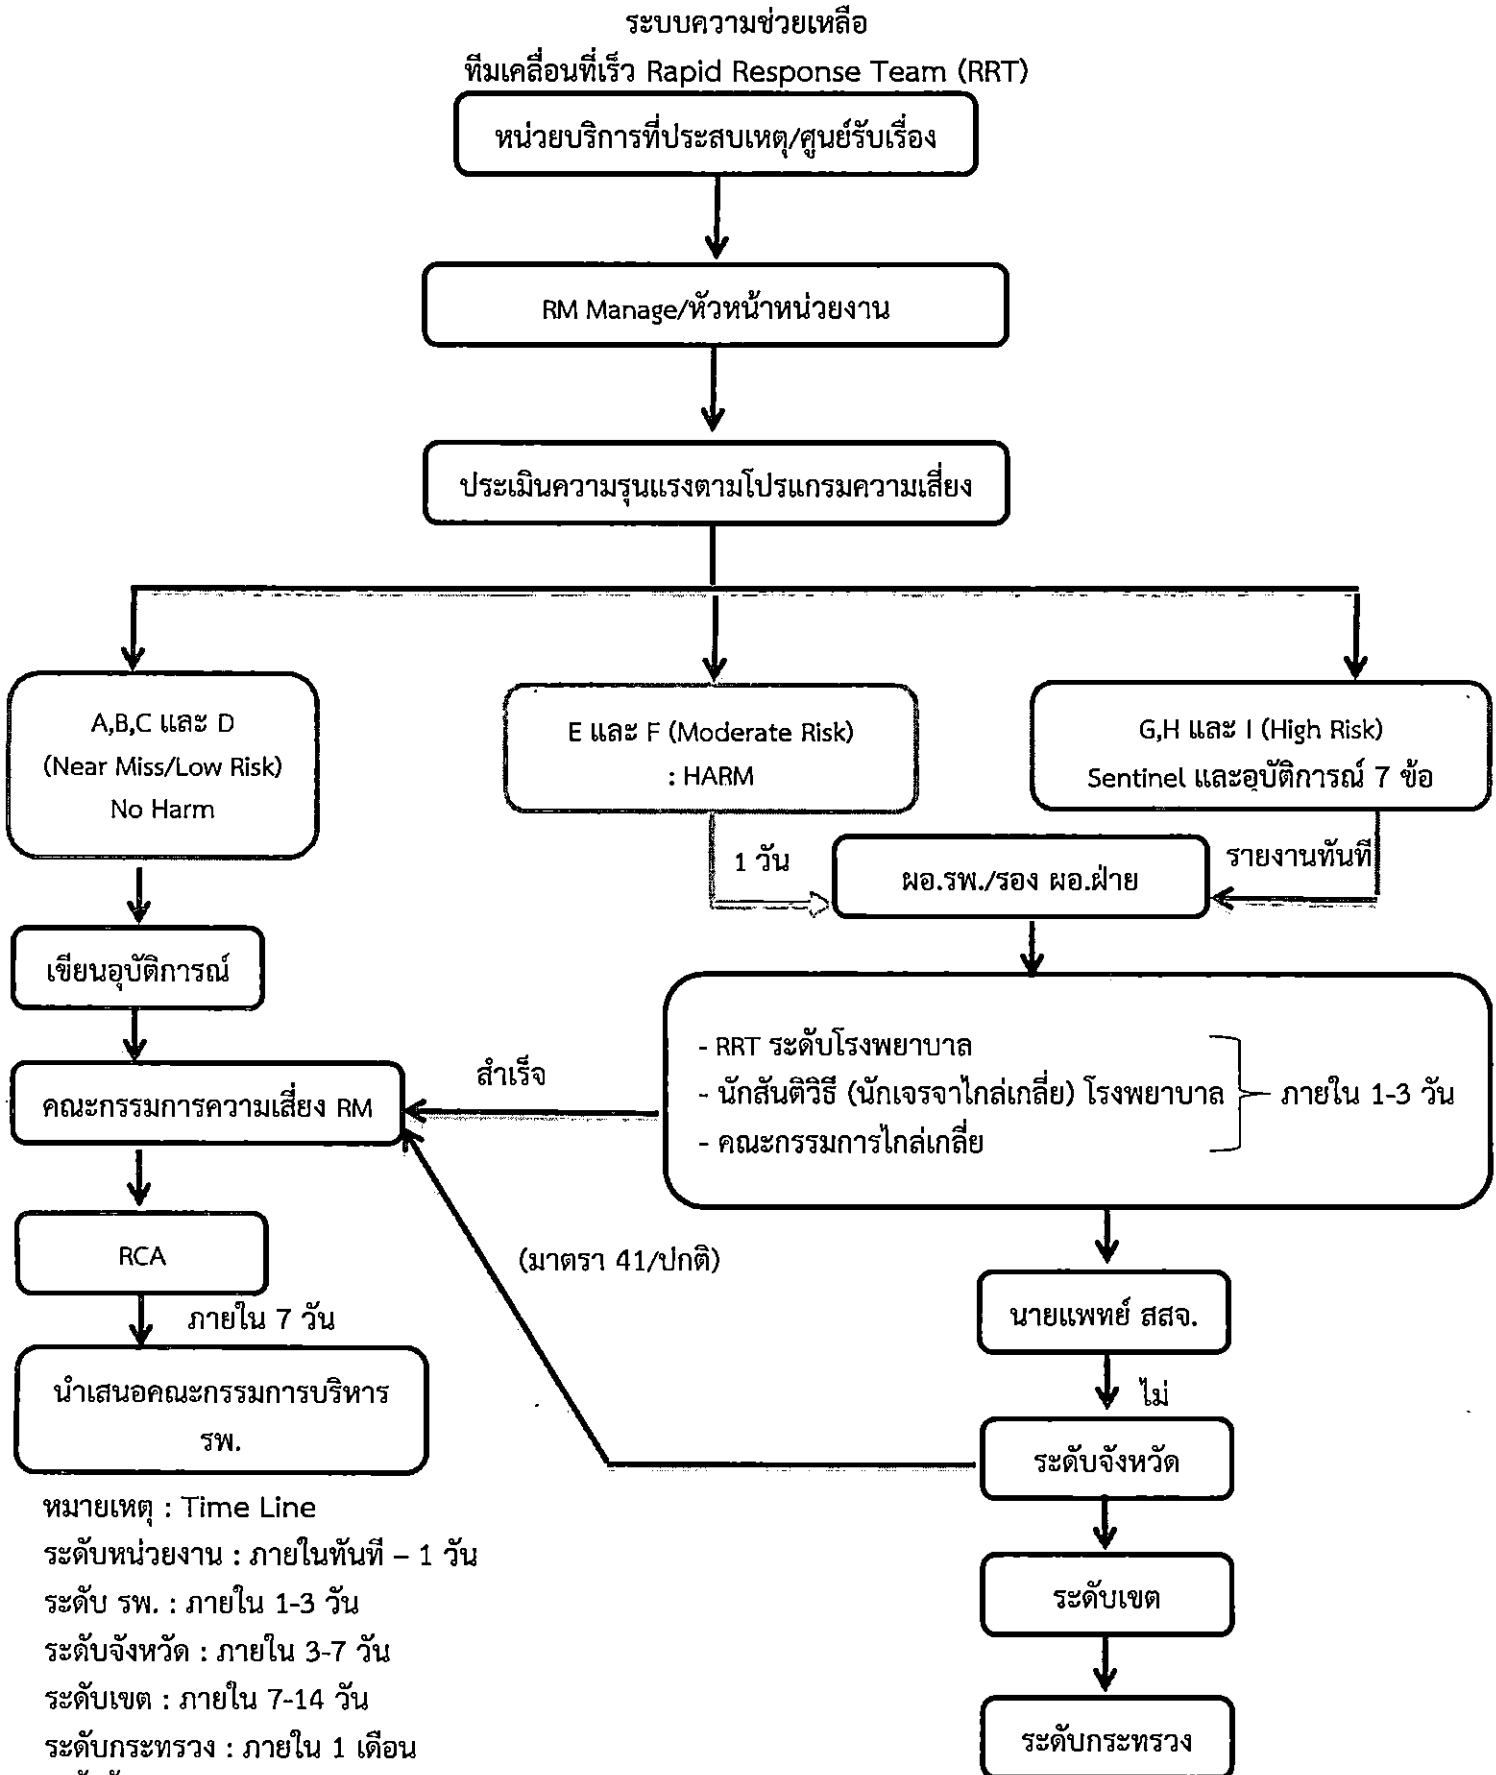 ระบบความช่วยเหลือ
ทีมเคลื่อนที่เร็ว Rapid Response Team (RRT)
หน่วยบริการที่ประสบเหตุ/ศูนย์รับเรื่อง
RM Manage/หัวหน้าหน่วยงาน
ประเมินความรุนแรงตามโปรแกรมความเสี่ยง
A,B,C และ D
(Near Miss/Low Risk)
No Harm
E และ F (Moderate Risk)
: HARM
G,H และ I (High Risk)
Sentinel และอุบัติการณ์ 7 ข้อ
1 วัน
ผอ.รพ./รอง ผอ.ฝ่าย
รายงานทันที
เขียนอุบัติการณ์
- RRT ระดับโรงพยาบาล
- นักสันติวิธี (นักเจรจาไกล่เกลี่ย) โรงพยาบาล
- คณะกรรมการไกล่เกลี่ย
ภายใน 1-3 วัน
สำเร็จ
คณะกรรมการความเสี่ยง RM
RCA
(มาตรา 41/ปกติ)
ภายใน 7 วัน
นายแพทย์ สสจ.
นำเสนอคณะกรรมการบริหาร
รพ.
ไม่
ระดับจังหวัด
ระดับเขต
ระดับกระทรวง
หมายเหตุ : Time Line
ระดับหน่วยงาน : ภายในทันที – 1 วัน
ระดับ รพ. : ภายใน 1-3 วัน
ระดับจังหวัด : ภายใน 3-7 วัน
ระดับเขต : ภายใน 7-14 วัน
ระดับกระทรวง : ภายใน 1 เดือน